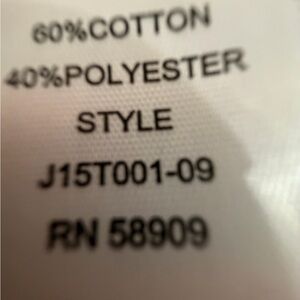 60%COTTON
40%POLYESTER
STYLE
J15T001-09
RN 58909